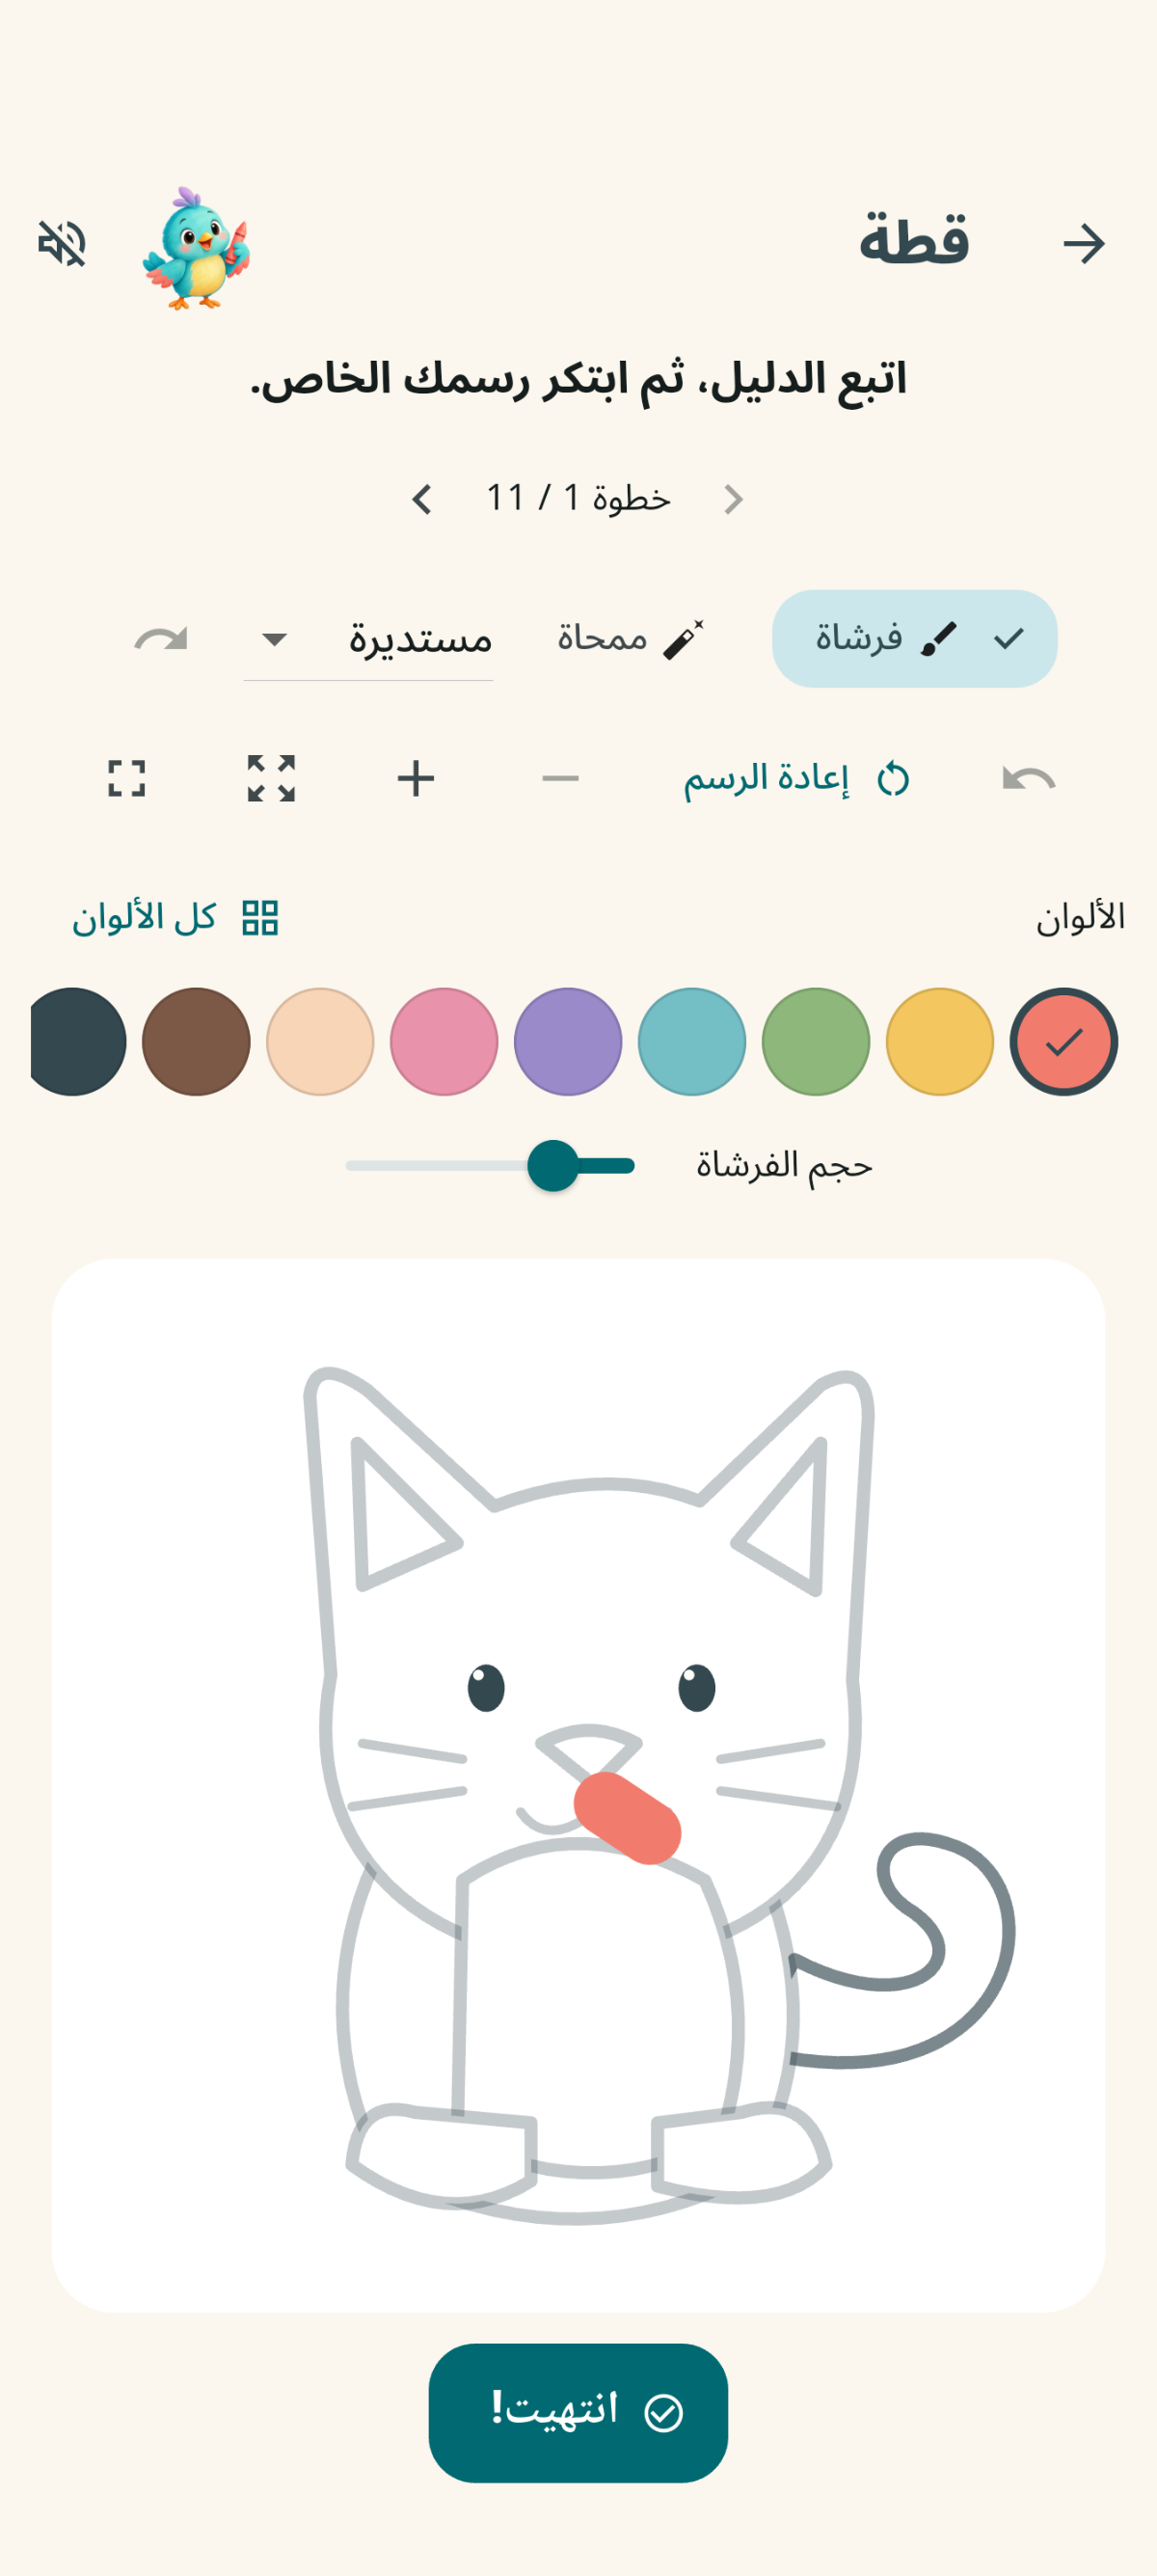 قطة
اتبع الدليل، ثم ابتكر رسمك الخاص.
خطوة 1 / 11
فرشاة
ممحاة
مستديرة
إعادة الرسم
الألوان
كل الألوان
حجم الفرشاة
انتهيت!